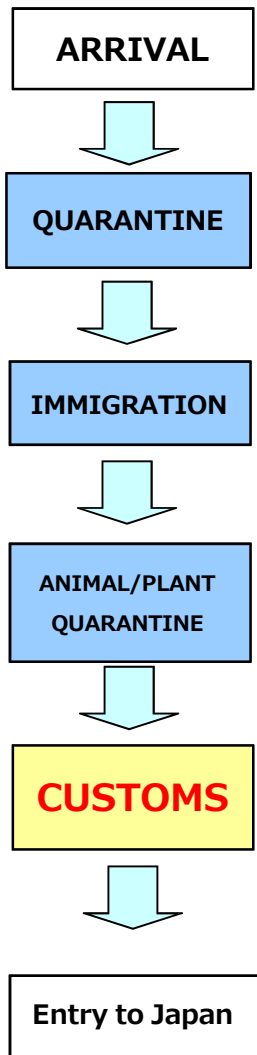 ARRIVAL
QUARANTINE
IMMIGRATION
ANIMAL/PLANT
QUARANTINE
CUSTOMS
Entry to Japan